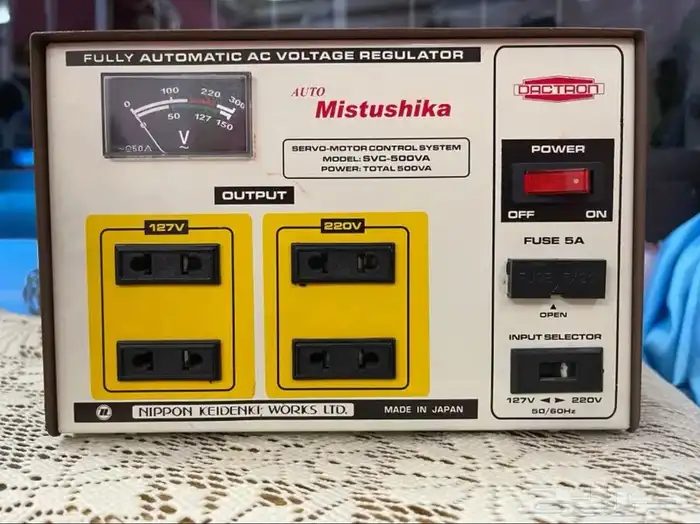 FULLY AUTOMATIC AC VOLTAGE REGULATOR
0 100 220 300
50 127 150
V
~
AUTO
Mistushika
SERVO-MOTOR CONTROL SYSTEM
MODEL: SVC-500VA
POWER: TOTAL 500VA
OUTPUT
127V
220V
NIPPON KEIDENKI; WORKS LTD.
MADE IN JAPAN
DACTRON
POWER
OFF ON
FUSE 5A
FUSE
OPEN
INPUT SELECTOR
127V ◄ ► 220V
50/60Hz